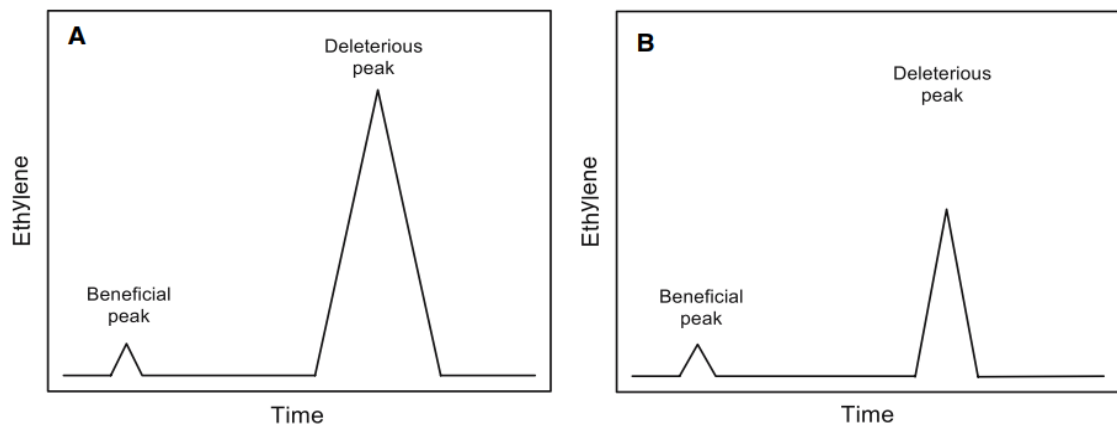 A
Deleterious
peak
Beneficial
peak
Ethylene
Time
B
Deleterious
peak
Beneficial
peak
Ethylene
Time